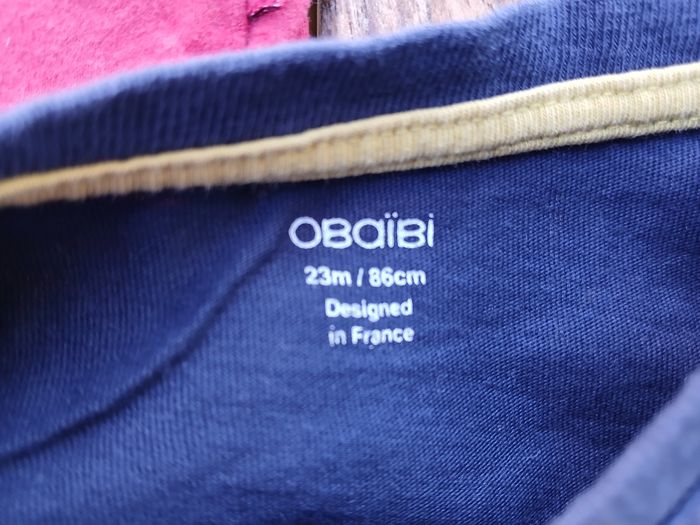 OBaïBi
23m / 86cm
Designed
in France